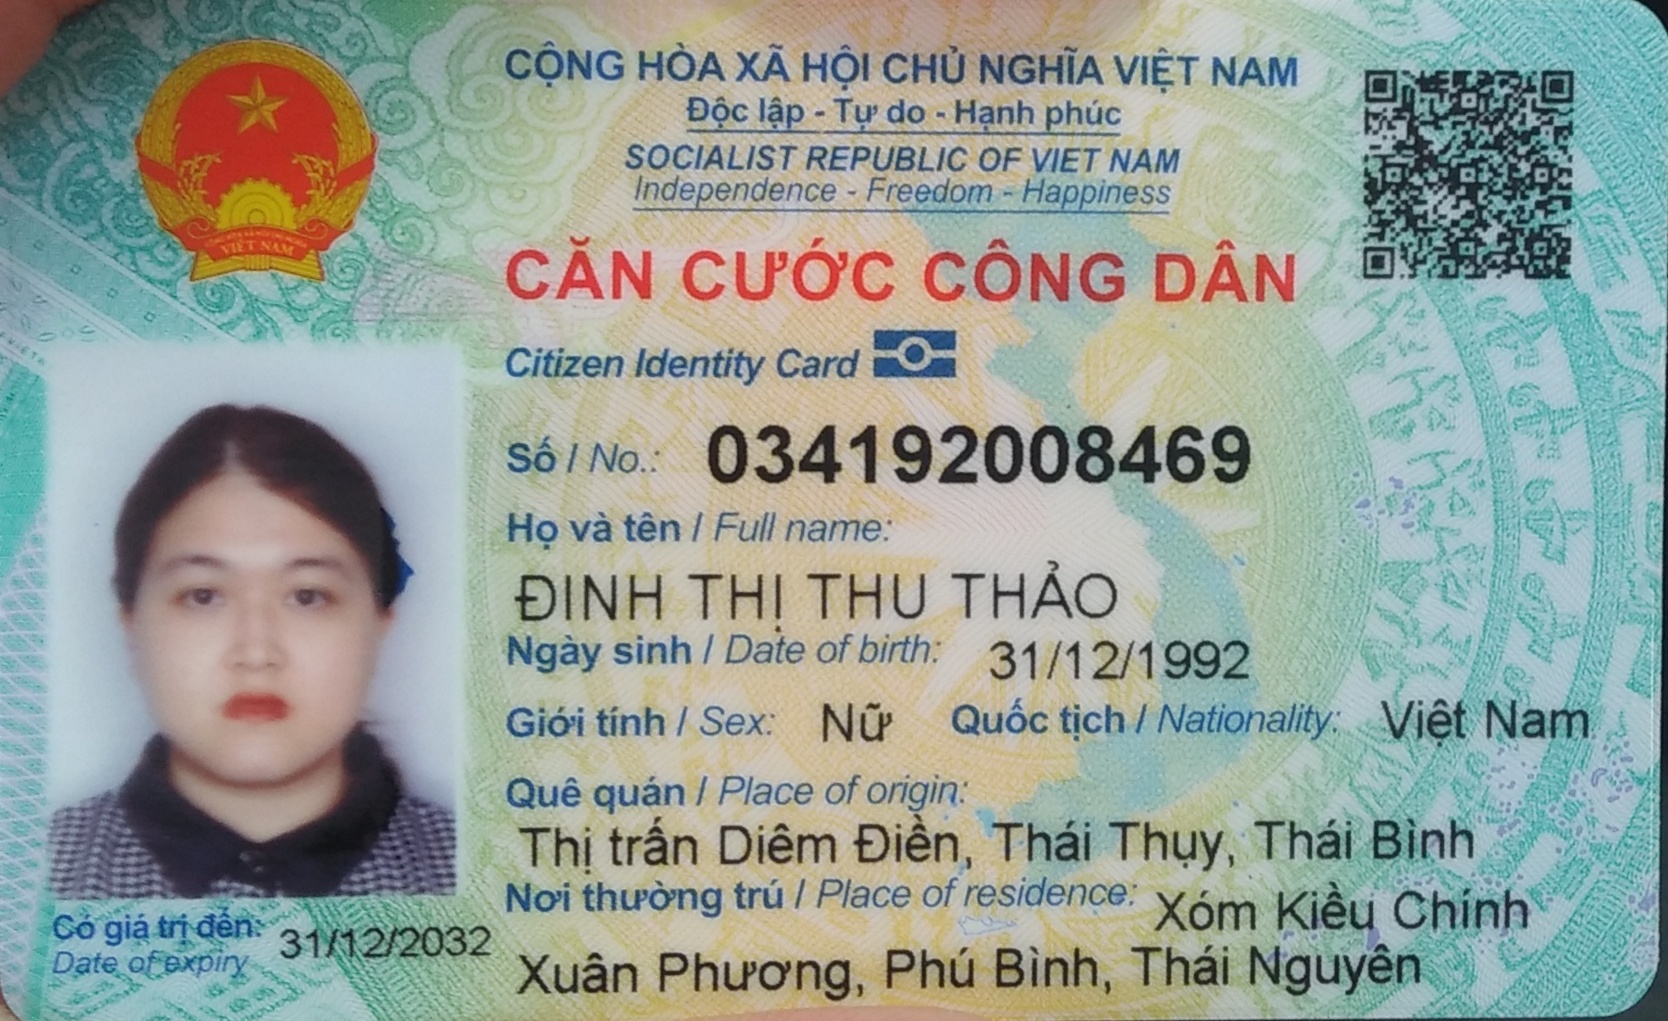 CỘNG HÒA XÃ HỘI CHỦ NGHĨA VIỆT NAM
Độc lập - Tự do - Hạnh phúc
SOCIALIST REPUBLIC OF VIET NAM
Independence - Freedom - Happiness
VIỆT NAM
CĂN CƯỚC CÔNG DÂN
Citizen Identity Card
Số / No.: 034192008469
Họ và tên / Full name:
ĐINH THỊ THU THẢO
Ngày sinh / Date of birth: 31/12/1992
Giới tính / Sex: Nữ Quốc tịch / Nationality: Việt Nam
Quê quán / Place of origin:
Thị trấn Diêm Điền, Thái Thụy, Thái Bình
Nơi thường trú / Place of residence: Xóm Kiều Chính
Xuân Phương, Phú Bình, Thái Nguyên
Có giá trị đến: 31/12/2032
Date of expiry